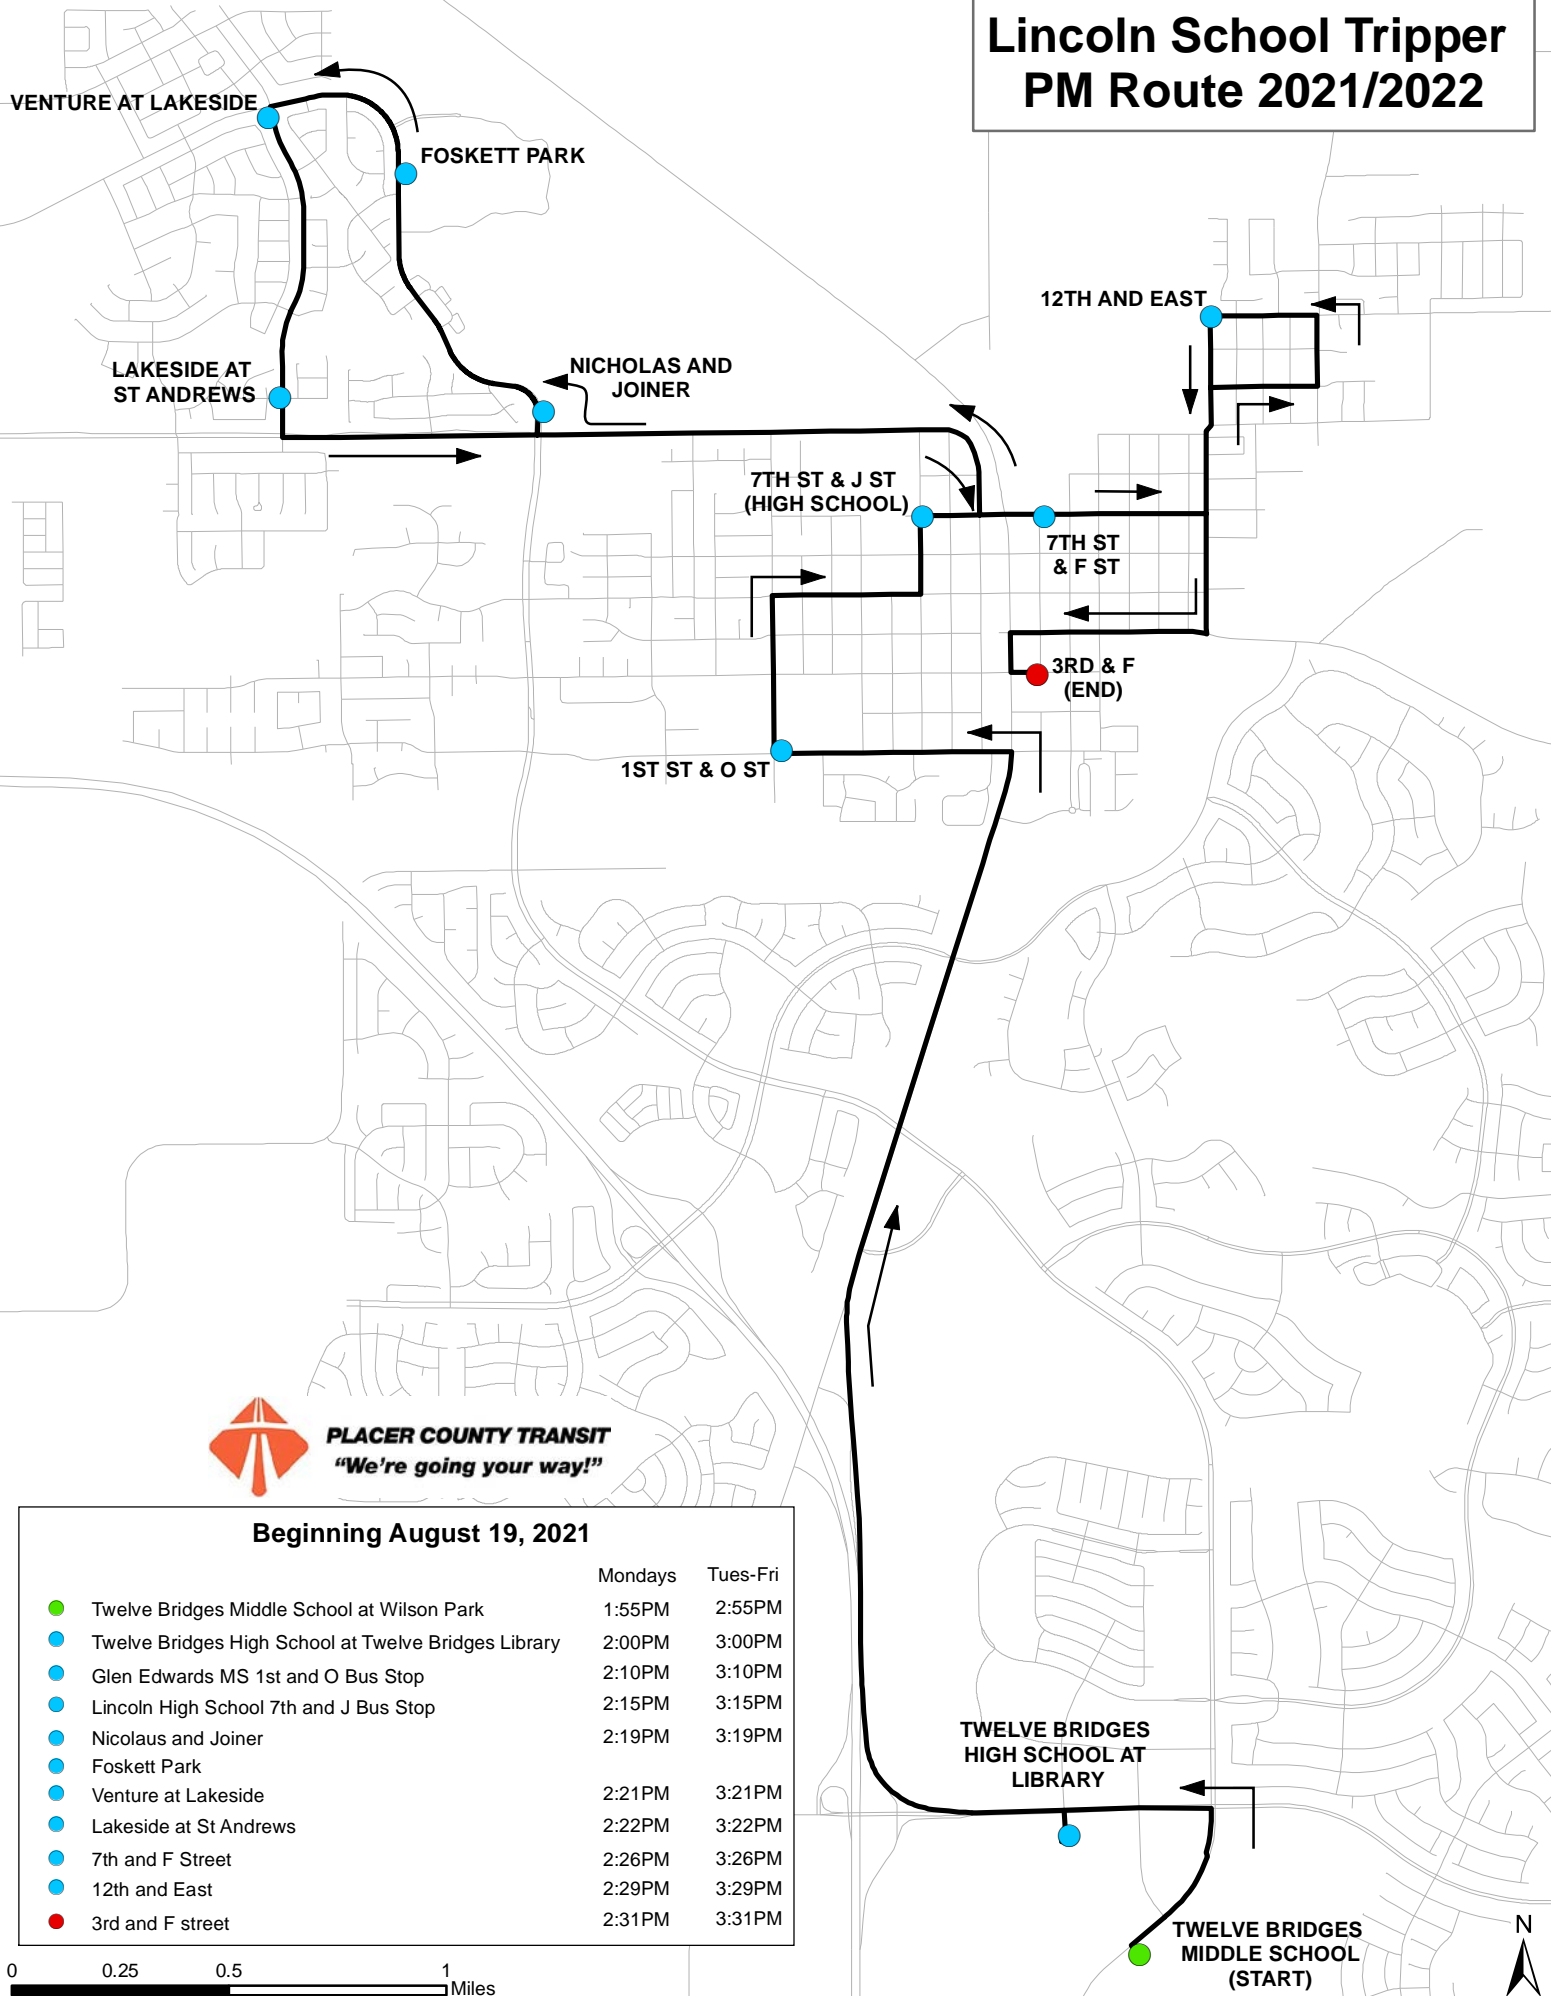 Lincoln School Tripper
PM Route 2021/2022
VENTURE AT LAKESIDE
FOSKETT PARK
12TH AND EAST
LAKESIDE AT
ST ANDREWS
NICHOLAS AND
JOINER
7TH ST & J ST
(HIGH SCHOOL)
7TH ST
& F ST
3RD & F
(END)
1ST ST & O ST
PLACER COUNTY TRANSIT
“We’re going your way!”
Beginning August 19, 2021
Mondays Tues-Fri
Twelve Bridges Middle School at Wilson Park 1:55PM 2:55PM
Twelve Bridges High School at Twelve Bridges Library 2:00PM 3:00PM
Glen Edwards MS 1st and O Bus Stop 2:10PM 3:10PM
Lincoln High School 7th and J Bus Stop 2:15PM 3:15PM
Nicolaus and Joiner 2:19PM 3:19PM
Foskett Park
Venture at Lakeside 2:21PM 3:21PM
Lakeside at St Andrews 2:22PM 3:22PM
7th and F Street 2:26PM 3:26PM
12th and East 2:29PM 3:29PM
3rd and F street 2:31PM 3:31PM
TWELVE BRIDGES
HIGH SCHOOL AT
LIBRARY
TWELVE BRIDGES
MIDDLE SCHOOL
(START)
N
0 0.25 0.5 1
Miles